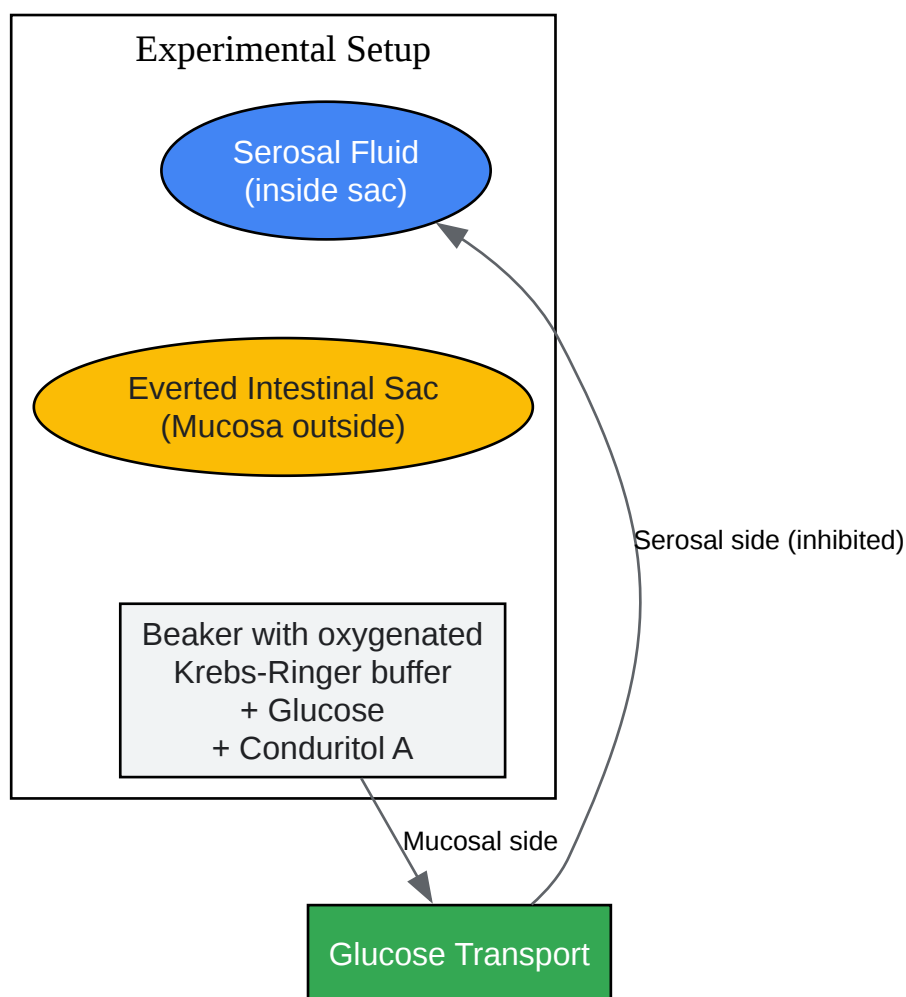 Experimental Setup
Serosal Fluid
(inside sac)
Everted Intestinal Sac
(Mucosa outside)
Serosal side (inhibited)
Beaker with oxygenated
Krebs-Ringer buffer
+ Glucose
+ Conduritol A
Mucosal side
Glucose Transport